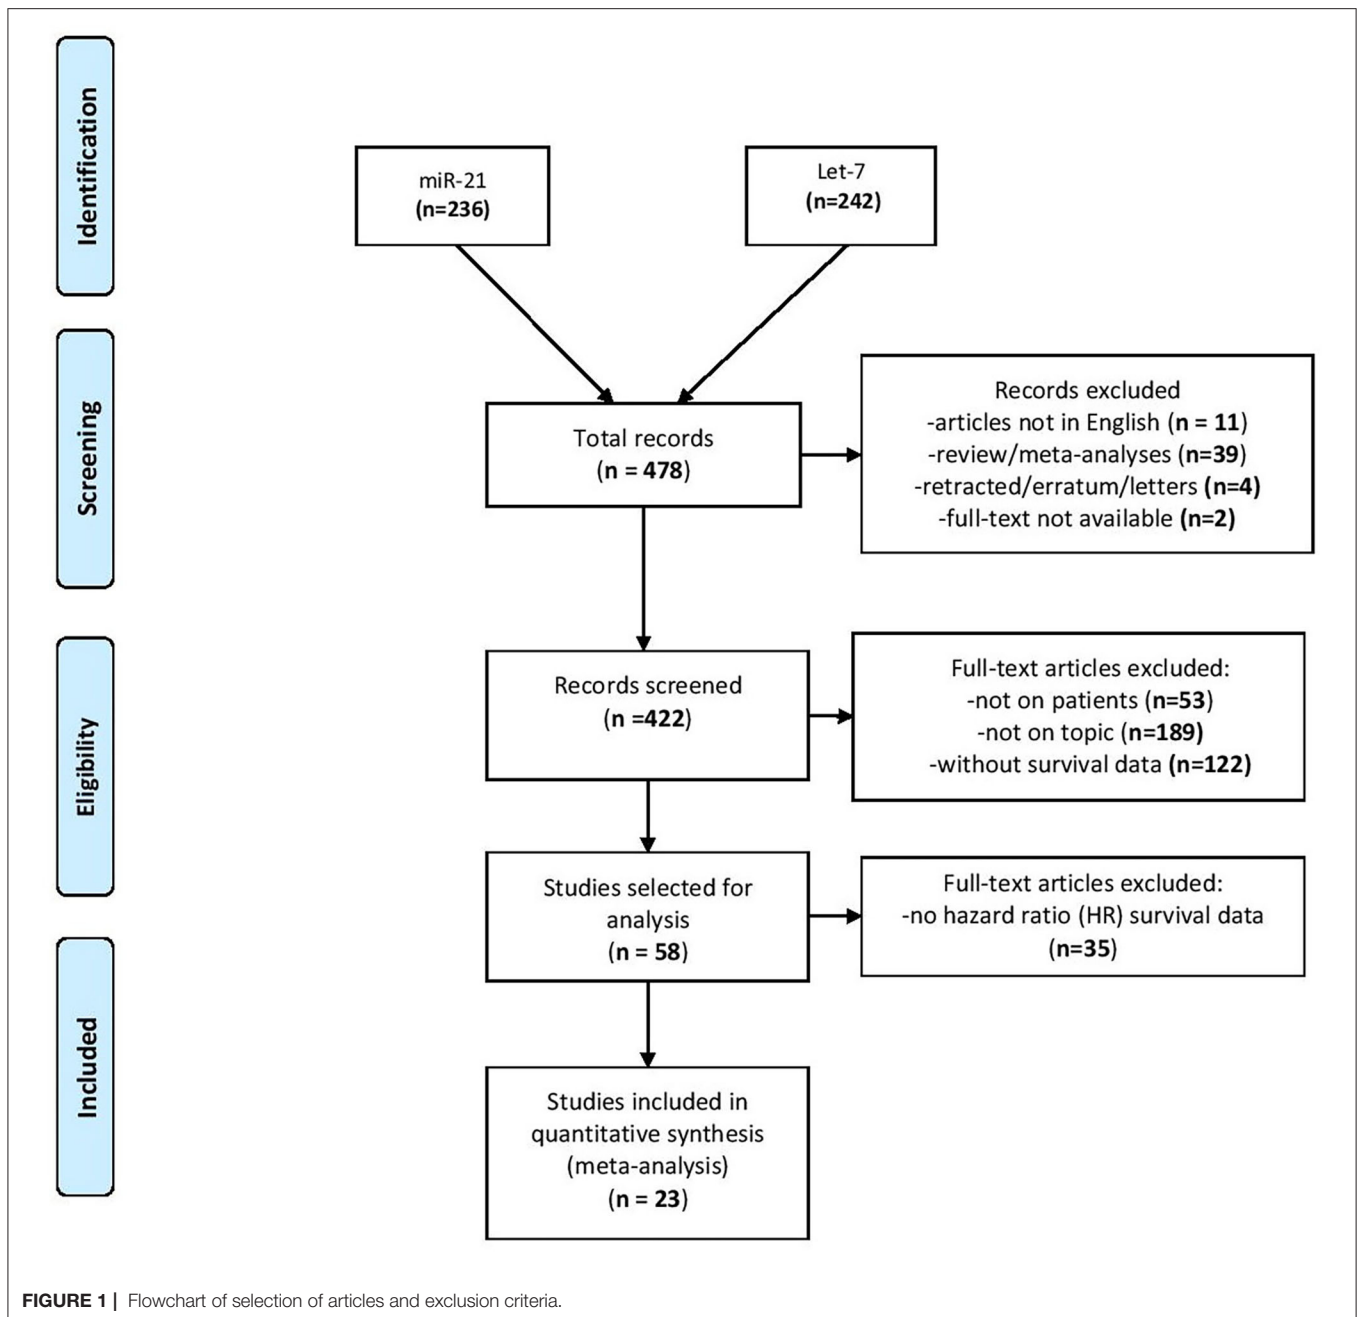 Identification
miR-21
(n=236)
Let-7
(n=242)
Screening
Total records
(n = 478)
Records excluded
-articles not in English (n = 11)
-review/meta-analyses (n=39)
-retracted/erratum/letters (n=4)
-full-text not available (n=2)
Eligibility
Records screened
(n =422)
Full-text articles excluded:
-not on patients (n=53)
-not on topic (n=189)
-without survival data (n=122)
Studies selected for
analysis
(n = 58)
Full-text articles excluded:
-no hazard ratio (HR) survival data
(n=35)
Included
Studies included in
quantitative synthesis
(meta-analysis)
(n = 23)
FIGURE 1 | Flowchart of selection of articles and exclusion criteria.